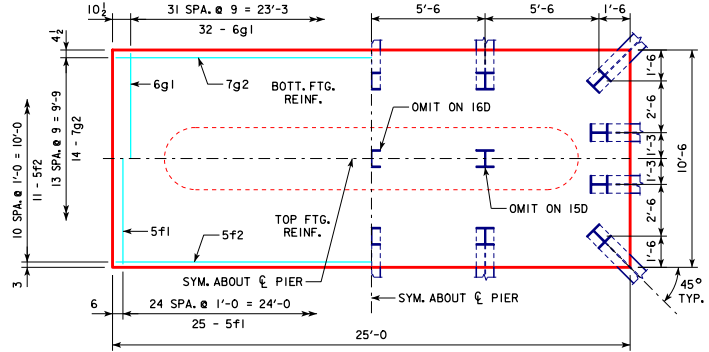 10½
31 SPA. @ 9 = 23'-3
32 - 6g1
5'-6
5'-6
1'-6
4½
6g1
7g2
BOTT. FTG.
REINF.
OMIT ON 16D
OMIT ON 15D
1'-6
2'-6
1'-3
1'-3
2'-6
1'-6
10'-6
10 SPA. @ 1'-0 = 10'-0
11 - 5f2
13 SPA. @ 9 = 9'-9
14 - 7g2
TOP FTG.
REINF.
5f1
5f2
3
SYM. ABOUT ℄ PIER
SYM. ABOUT ℄ PIER
45°
TYP.
6
24 SPA. @ 1'-0 = 24'-0
25 - 5f1
25'-0